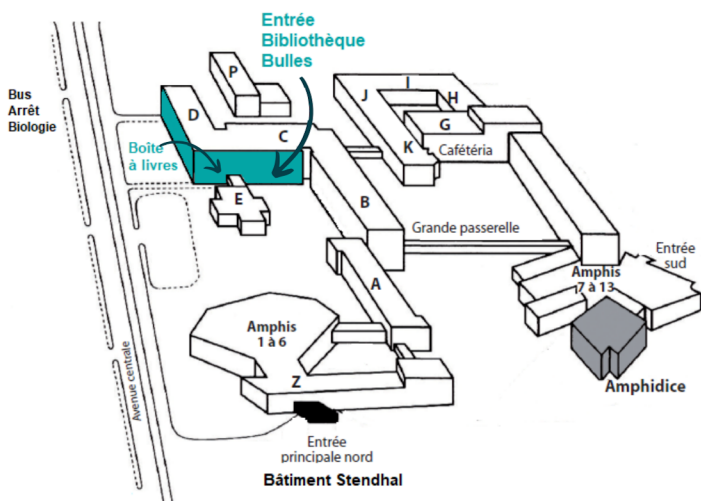 Entrée
Bibliothèque
Bulles
Bus
Arrêt
Biologie
P
D
C
Boîte
à livres
E
I
J
H
G
K
Cafétéria
B
Grande passerelle
A
Entrée
sud
Amphis
7 à 13
Amphis
1 à 6
Z
Amphidice
Avenue centrale
Entrée
principale nord
Bâtiment Stendhal